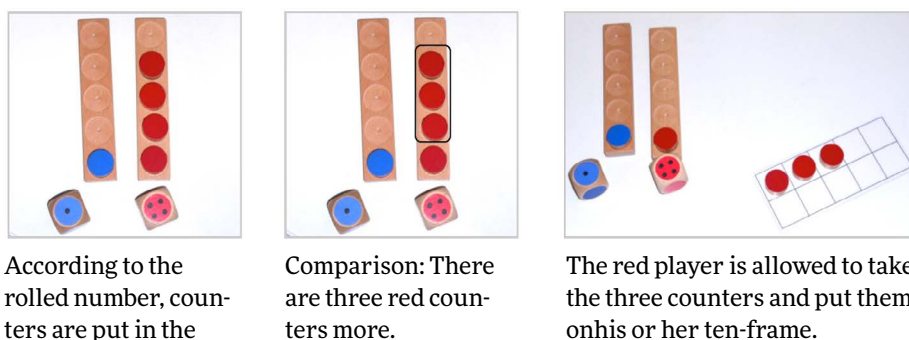 According to the
rolled number, coun-
ters are put in the
Comparison: There
are three red coun-
ters more.
The red player is allowed to take
the three counters and put them
onhis or her ten-frame.